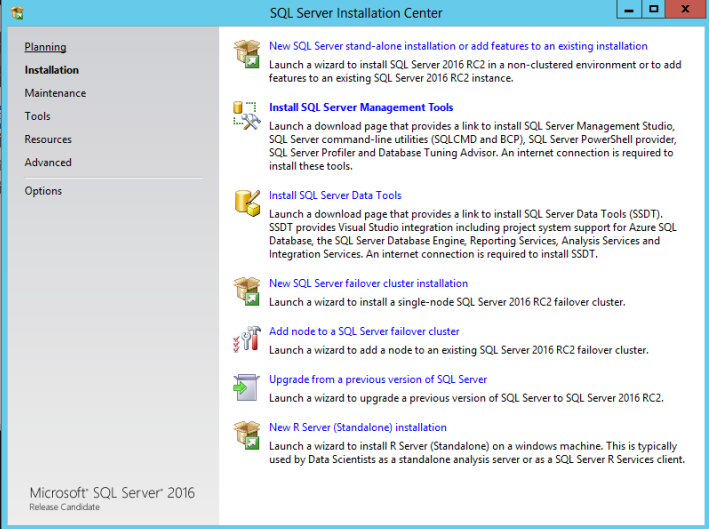 SQL Server Installation Center
Planning
Installation
Maintenance
Tools
Resources
Advanced
Options
New SQL Server stand-alone installation or add features to an existing installation
Launch a wizard to install SQL Server 2016 RC2 in a non-clustered environment or to add
features to an existing SQL Server 2016 RC2 instance.
Install SQL Server Management Tools
Launch a download page that provides a link to install SQL Server Management Studio,
SQL Server command-line utilities (SQLCMD and BCP), SQL Server PowerShell provider,
SQL Server Profiler and Database Tuning Advisor. An internet connection is required to
install these tools.
Install SQL Server Data Tools
Launch a download page that provides a link to install SQL Server Data Tools (SSDT).
SSDT provides Visual Studio integration including project system support for Azure SQL
Database, the SQL Server Database Engine, Reporting Services, Analysis Services and
Integration Services. An internet connection is required to install SSDT.
New SQL Server failover cluster installation
Launch a wizard to install a single-node SQL Server 2016 RC2 failover cluster.
Add node to a SQL Server failover cluster
Launch a wizard to add a node to an existing SQL Server 2016 RC2 failover cluster.
Upgrade from a previous version of SQL Server
Launch a wizard to upgrade a previous version of SQL Server to SQL Server 2016 RC2.
New R Server (Standalone) installation
Launch a wizard to install R Server (Standalone) on a windows machine. This is typically
used by Data Scientists as a standalone analysis server or as a SQL Server R Services client.
Microsoft® SQL Server® 2016
Release Candidate